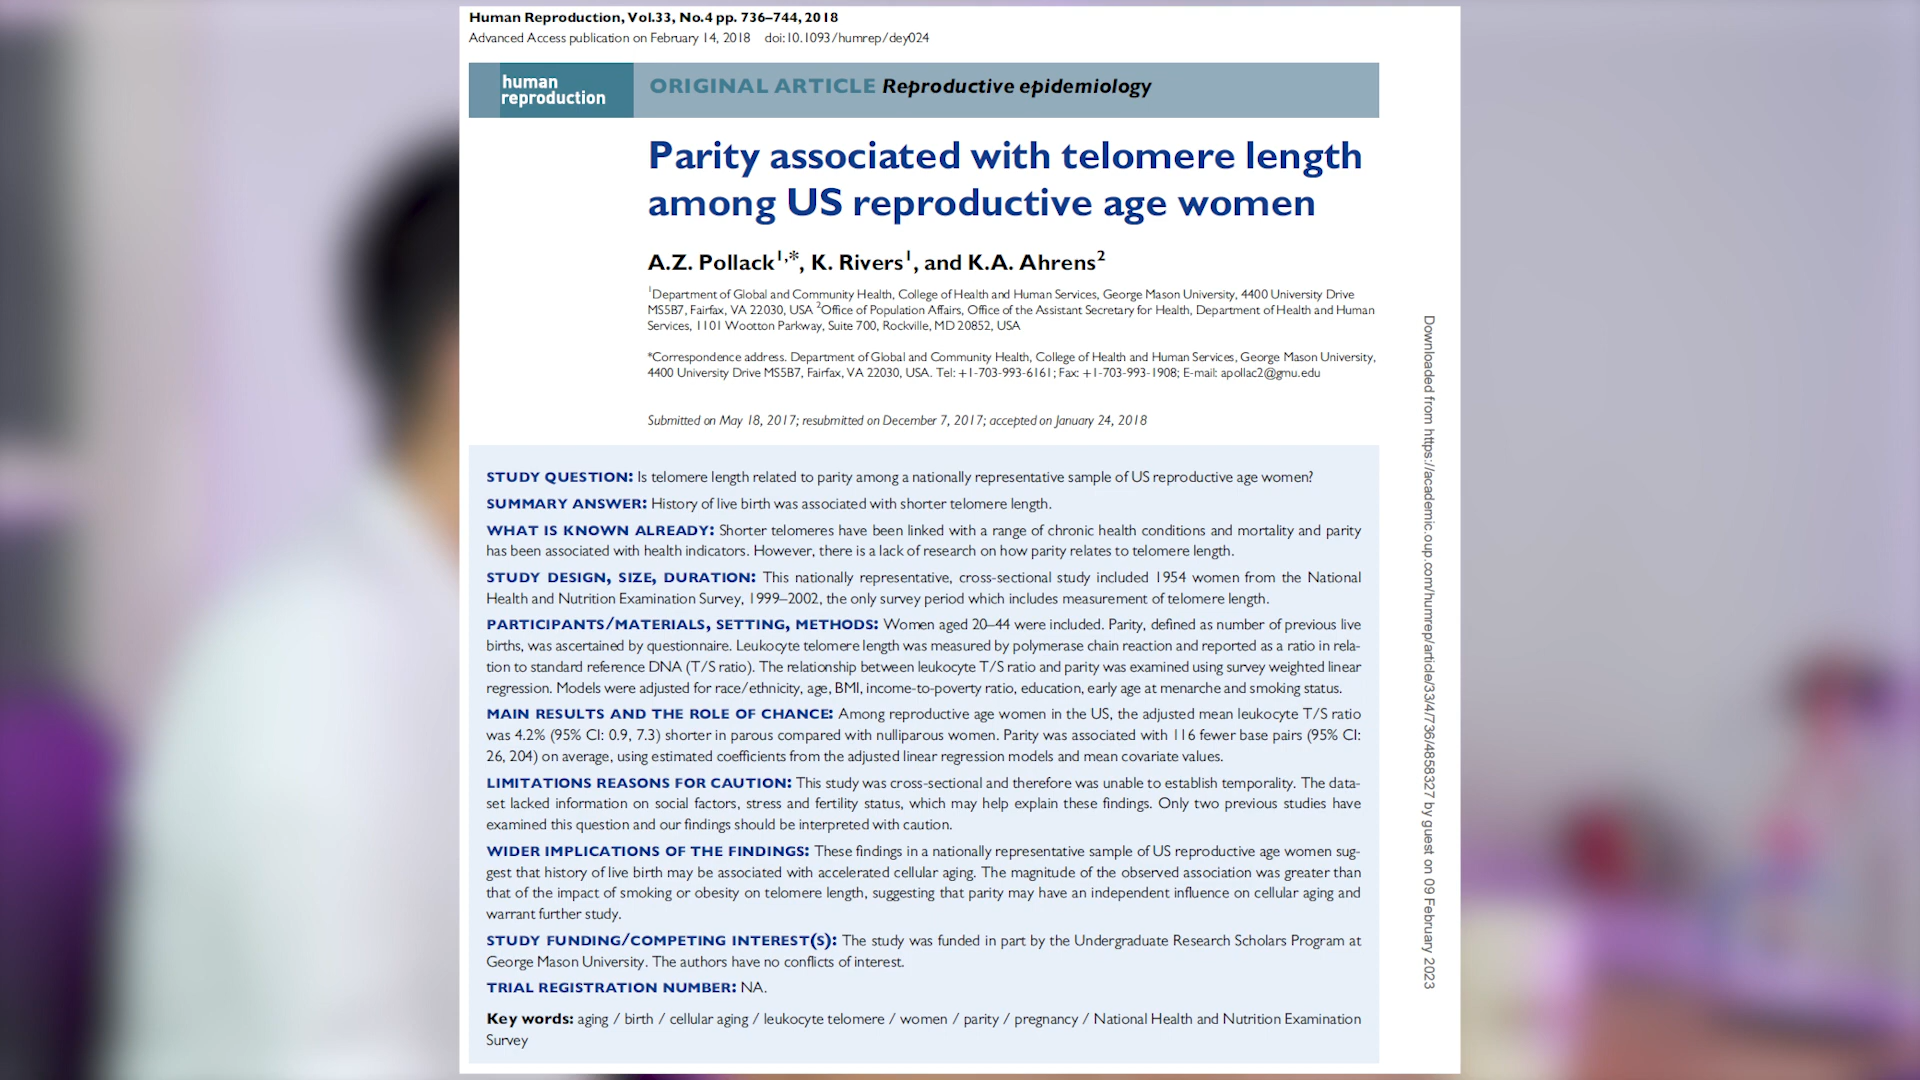 Human Reproduction, Vol.33, No.4 pp. 736–744, 2018
Advanced Access publication on February 14, 2018 doi:10.1093/humrep/dey024
human
reproduction
ORIGINAL ARTICLE Reproductive epidemiology
Parity associated with telomere length
among US reproductive age women
A.Z. Pollack1,*, K. Rivers1, and K.A. Ahrens2
1Department of Global and Community Health, College of Health and Human Services, George Mason University, 4400 University Drive
MS5B7, Fairfax, VA 22030, USA 2Office of Population Affairs, Office of the Assistant Secretary for Health, Department of Health and Human
Services, 1101 Wootton Parkway, Suite 700, Rockville, MD 20852, USA
*Correspondence address. Department of Global and Community Health, College of Health and Human Services, George Mason University,
4400 University Drive MS5B7, Fairfax, VA 22030, USA. Tel: +1-703-993-6161; Fax: +1-703-993-1908; E-mail: apollac2@gmu.edu
Submitted on May 18, 2017; resubmitted on December 7, 2017; accepted on January 24, 2018
STUDY QUESTION: Is telomere length related to parity among a nationally representative sample of US reproductive age women?
SUMMARY ANSWER: History of live birth was associated with shorter telomere length.
WHAT IS KNOWN ALREADY: Shorter telomeres have been linked with a range of chronic health conditions and mortality and parity
has been associated with health indicators. However, there is a lack of research on how parity relates to telomere length.
STUDY DESIGN, SIZE, DURATION: This nationally representative, cross-sectional study included 1954 women from the National
Health and Nutrition Examination Survey, 1999–2002, the only survey period which includes measurement of telomere length.
PARTICIPANTS/MATERIALS, SETTING, METHODS: Women aged 20–44 were included. Parity, defined as number of previous live
births, was ascertained by questionnaire. Leukocyte telomere length was measured by polymerase chain reaction and reported as a ratio in rela-
tion to standard reference DNA (T/S ratio). The relationship between leukocyte T/S ratio and parity was examined using survey weighted linear
regression. Models were adjusted for race/ethnicity, age, BMI, income-to-poverty ratio, education, early age at menarche and smoking status.
MAIN RESULTS AND THE ROLE OF CHANCE: Among reproductive age women in the US, the adjusted mean leukocyte T/S ratio
was 4.2% (95% CI: 0.9, 7.3) shorter in parous compared with nulliparous women. Parity was associated with 116 fewer base pairs (95% CI:
26, 204) on average, using estimated coefficients from the adjusted linear regression models and mean covariate values.
LIMITATIONS REASONS FOR CAUTION: This study was cross-sectional and therefore was unable to establish temporality. The data-
set lacked information on social factors, stress and fertility status, which may help explain these findings. Only two previous studies have
examined this question and our findings should be interpreted with caution.
WIDER IMPLICATIONS OF THE FINDINGS: These findings in a nationally representative sample of US reproductive age women sug-
gest that history of live birth may be associated with accelerated cellular aging. The magnitude of the observed association was greater than
that of the impact of smoking or obesity on telomere length, suggesting that parity may have an independent influence on cellular aging and
warrant further study.
STUDY FUNDING/COMPETING INTEREST(S): The study was funded in part by the Undergraduate Research Scholars Program at
George Mason University. The authors have no conflicts of interest.
TRIAL REGISTRATION NUMBER: NA.
Key words: aging / birth / cellular aging / leukocyte telomere / women / parity / pregnancy / National Health and Nutrition Examination
Survey
Downloaded from https://academic.oup.com/humrep/article/33/4/736/4858327 by guest on 09 February 2023